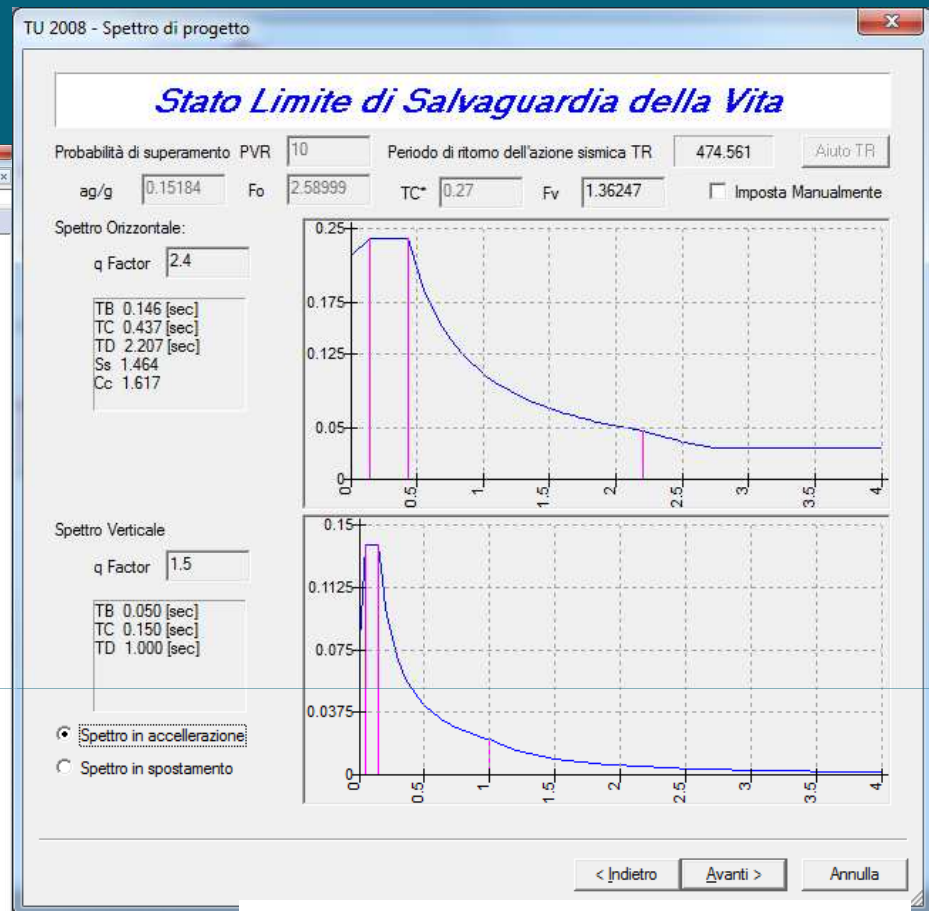 TU 2008 - Spettro di progetto
Stato Limite di Salvaguardia della Vita
Probabilità di superamento PVR 10 Periodo di ritorno dell'azione sismica TR 474.561 Aiuto TR
ag/g 0.15184 Fo 2.58999 TC* 0.27 Fv 1.36247 Imposta Manualmente
Spettro Orizzontale:
q Factor 2.4
TB 0.146 [sec]
TC 0.437 [sec]
TD 2.207 [sec]
Ss 1.464
Cc 1.617
0.25
0.175
0.125
0.05
0
0 0.5 1 1.5 2 2.5 3 3.5 4
Spettro Verticale
q Factor 1.5
TB 0.050 [sec]
TC 0.150 [sec]
TD 1.000 [sec]
0.15
0.1125
0.075
0.0375
0
0 0.5 1 1.5 2 2.5 3 3.5 4
Spettro in accellerazione
Spettro in spostamento
< Indietro Avanti > Annulla